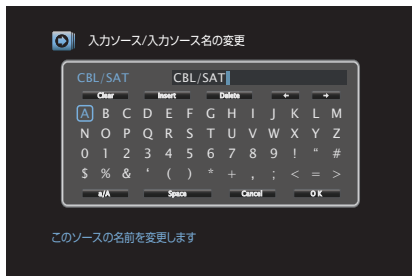 入力ソース/入力ソース名の変更
CBL/SAT CBL/SAT
Clear Insert Delete ← →
A B C D E F G H I J K L M
N O P Q R S T U V W X Y Z
0 1 2 3 4 5 6 7 8 9 ! “ #
$ % & ‘ ( ) * + , ; < = >
a/A Space Cancel OK
このソースの名前を変更します